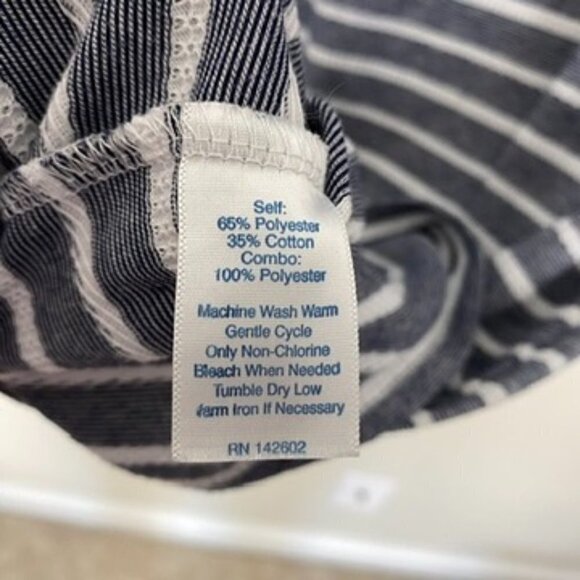 Self:
65% Polyester
35% Cotton
Combo:
100% Polyester
Machine Wash Warm
Gentle Cycle
Only Non-Chlorine
Bleach When Needed
Tumble Dry Low
Warm Iron If Necessary
RN 142602